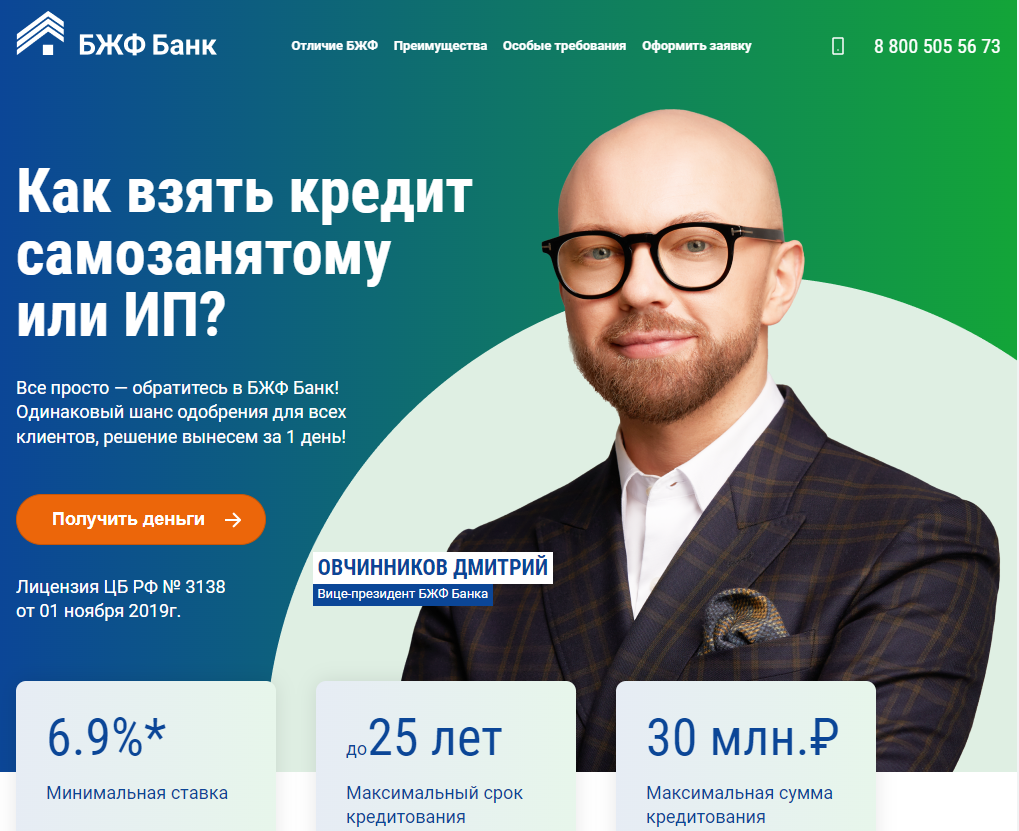 БЖФ Банк
Отличие БЖФ Преимущества Особые требования Оформить заявку
8 800 505 56 73
Как взять кредит
самозанятому
или ИП?
Все просто — обратитесь в БЖФ Банк!
Одинаковый шанс одобрения для всех
клиентов, решение вынесем за 1 день!
Получить деньги
ОВЧИННИКОВ ДМИТРИЙ
Вице-президент БЖФ Банка
Лицензия ЦБ РФ № 3138
от 01 ноября 2019г.
6.9%*
Минимальная ставка
до 25 лет
Максимальный срок
кредитования
30 млн.₽
Максимальная сумма
кредитования